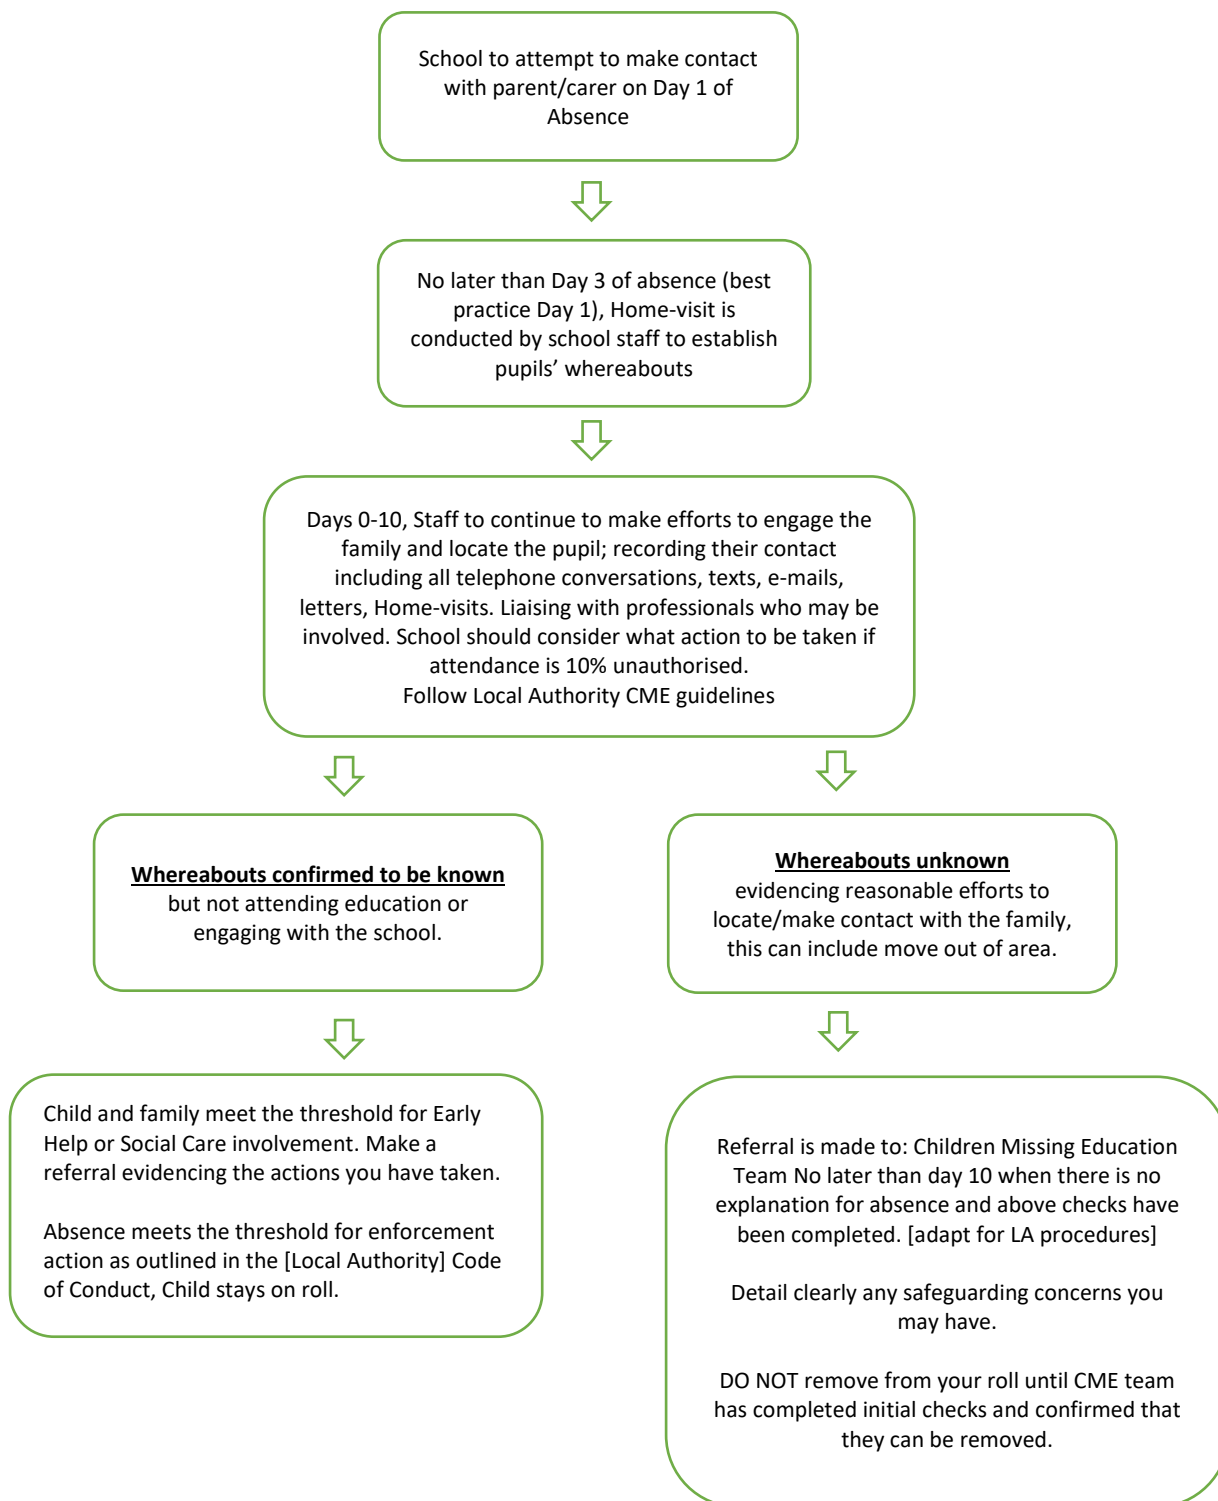 School to attempt to make contact
with parent/carer on Day 1 of
Absence
No later than Day 3 of absence (best
practice Day 1), Home-visit is
conducted by school staff to establish
pupils’ whereabouts
Days 0-10, Staff to continue to make efforts to engage the
family and locate the pupil; recording their contact
including all telephone conversations, texts, e-mails,
letters, Home-visits. Liaising with professionals who may be
involved. School should consider what action to be taken if
attendance is 10% unauthorised.
Follow Local Authority CME guidelines
Whereabouts confirmed to be known
but not attending education or
engaging with the school.
Whereabouts unknown
evidencing reasonable efforts to
locate/make contact with the family,
this can include move out of area.
Child and family meet the threshold for Early
Help or Social Care involvement. Make a
referral evidencing the actions you have taken.
Absence meets the threshold for enforcement
action as outlined in the [Local Authority] Code
of Conduct, Child stays on roll.
Referral is made to: Children Missing Education
Team No later than day 10 when there is no
explanation for absence and above checks have
been completed. [adapt for LA procedures]
Detail clearly any safeguarding concerns you
may have.
DO NOT remove from your roll until CME team
has completed initial checks and confirmed that
they can be removed.